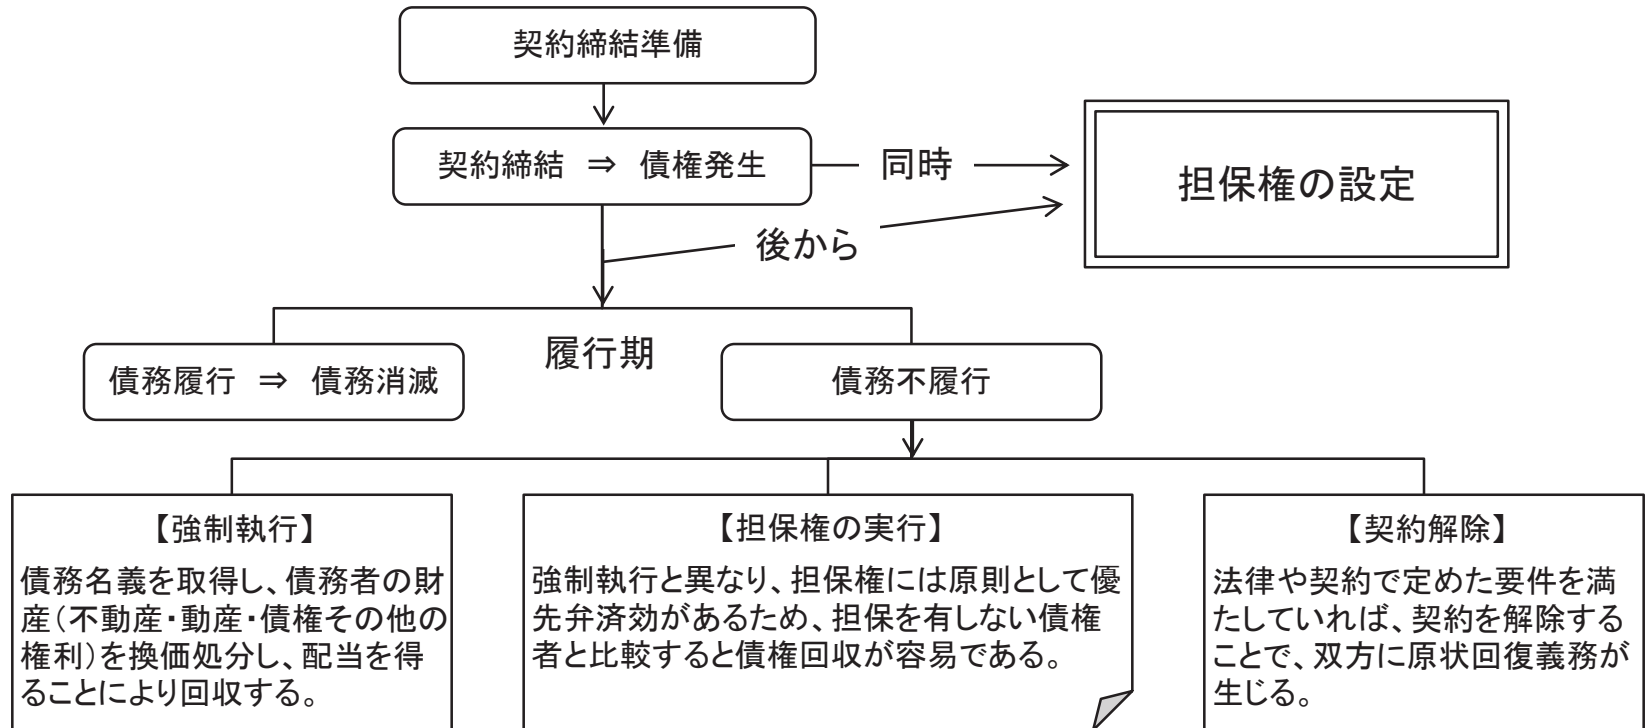 契約締結準備
契約締結 ⇒ 債権発生
同時
担保権の設定
後から
履行期
債務履行 ⇒ 債務消滅
債務不履行
【強制執行】
債務名義を取得し、債務者の財
産(不動産・動産・債権その他の
権利)を換価処分し、配当を得
ることにより回収する。
【担保権の実行】
強制執行と異なり、担保権には原則として優
先弁済効があるため、担保を有しない債権
者と比較すると債権回収が容易である。
【契約解除】
法律や契約で定めた要件を満
たしていれば、契約を解除する
ことで、双方に原状回復義務が
生じる。